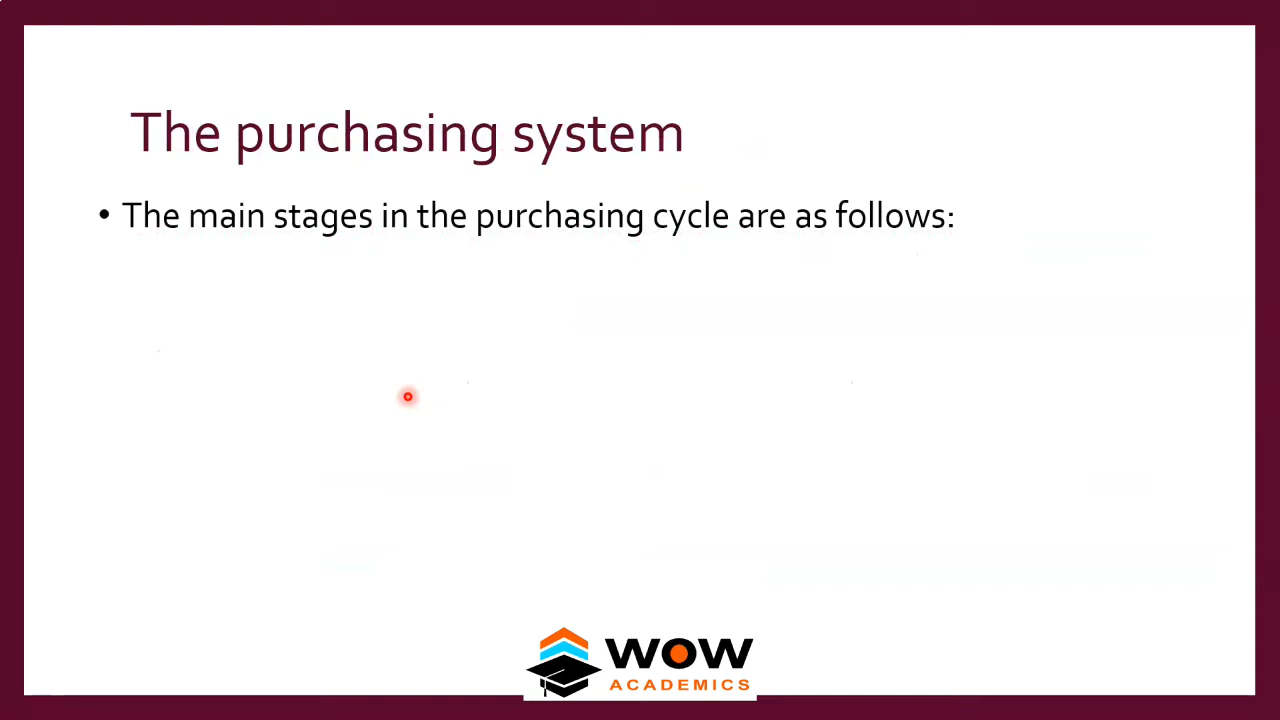 The purchasing system
• The main stages in the purchasing cycle are as follows:
WOW
ACADEMICS